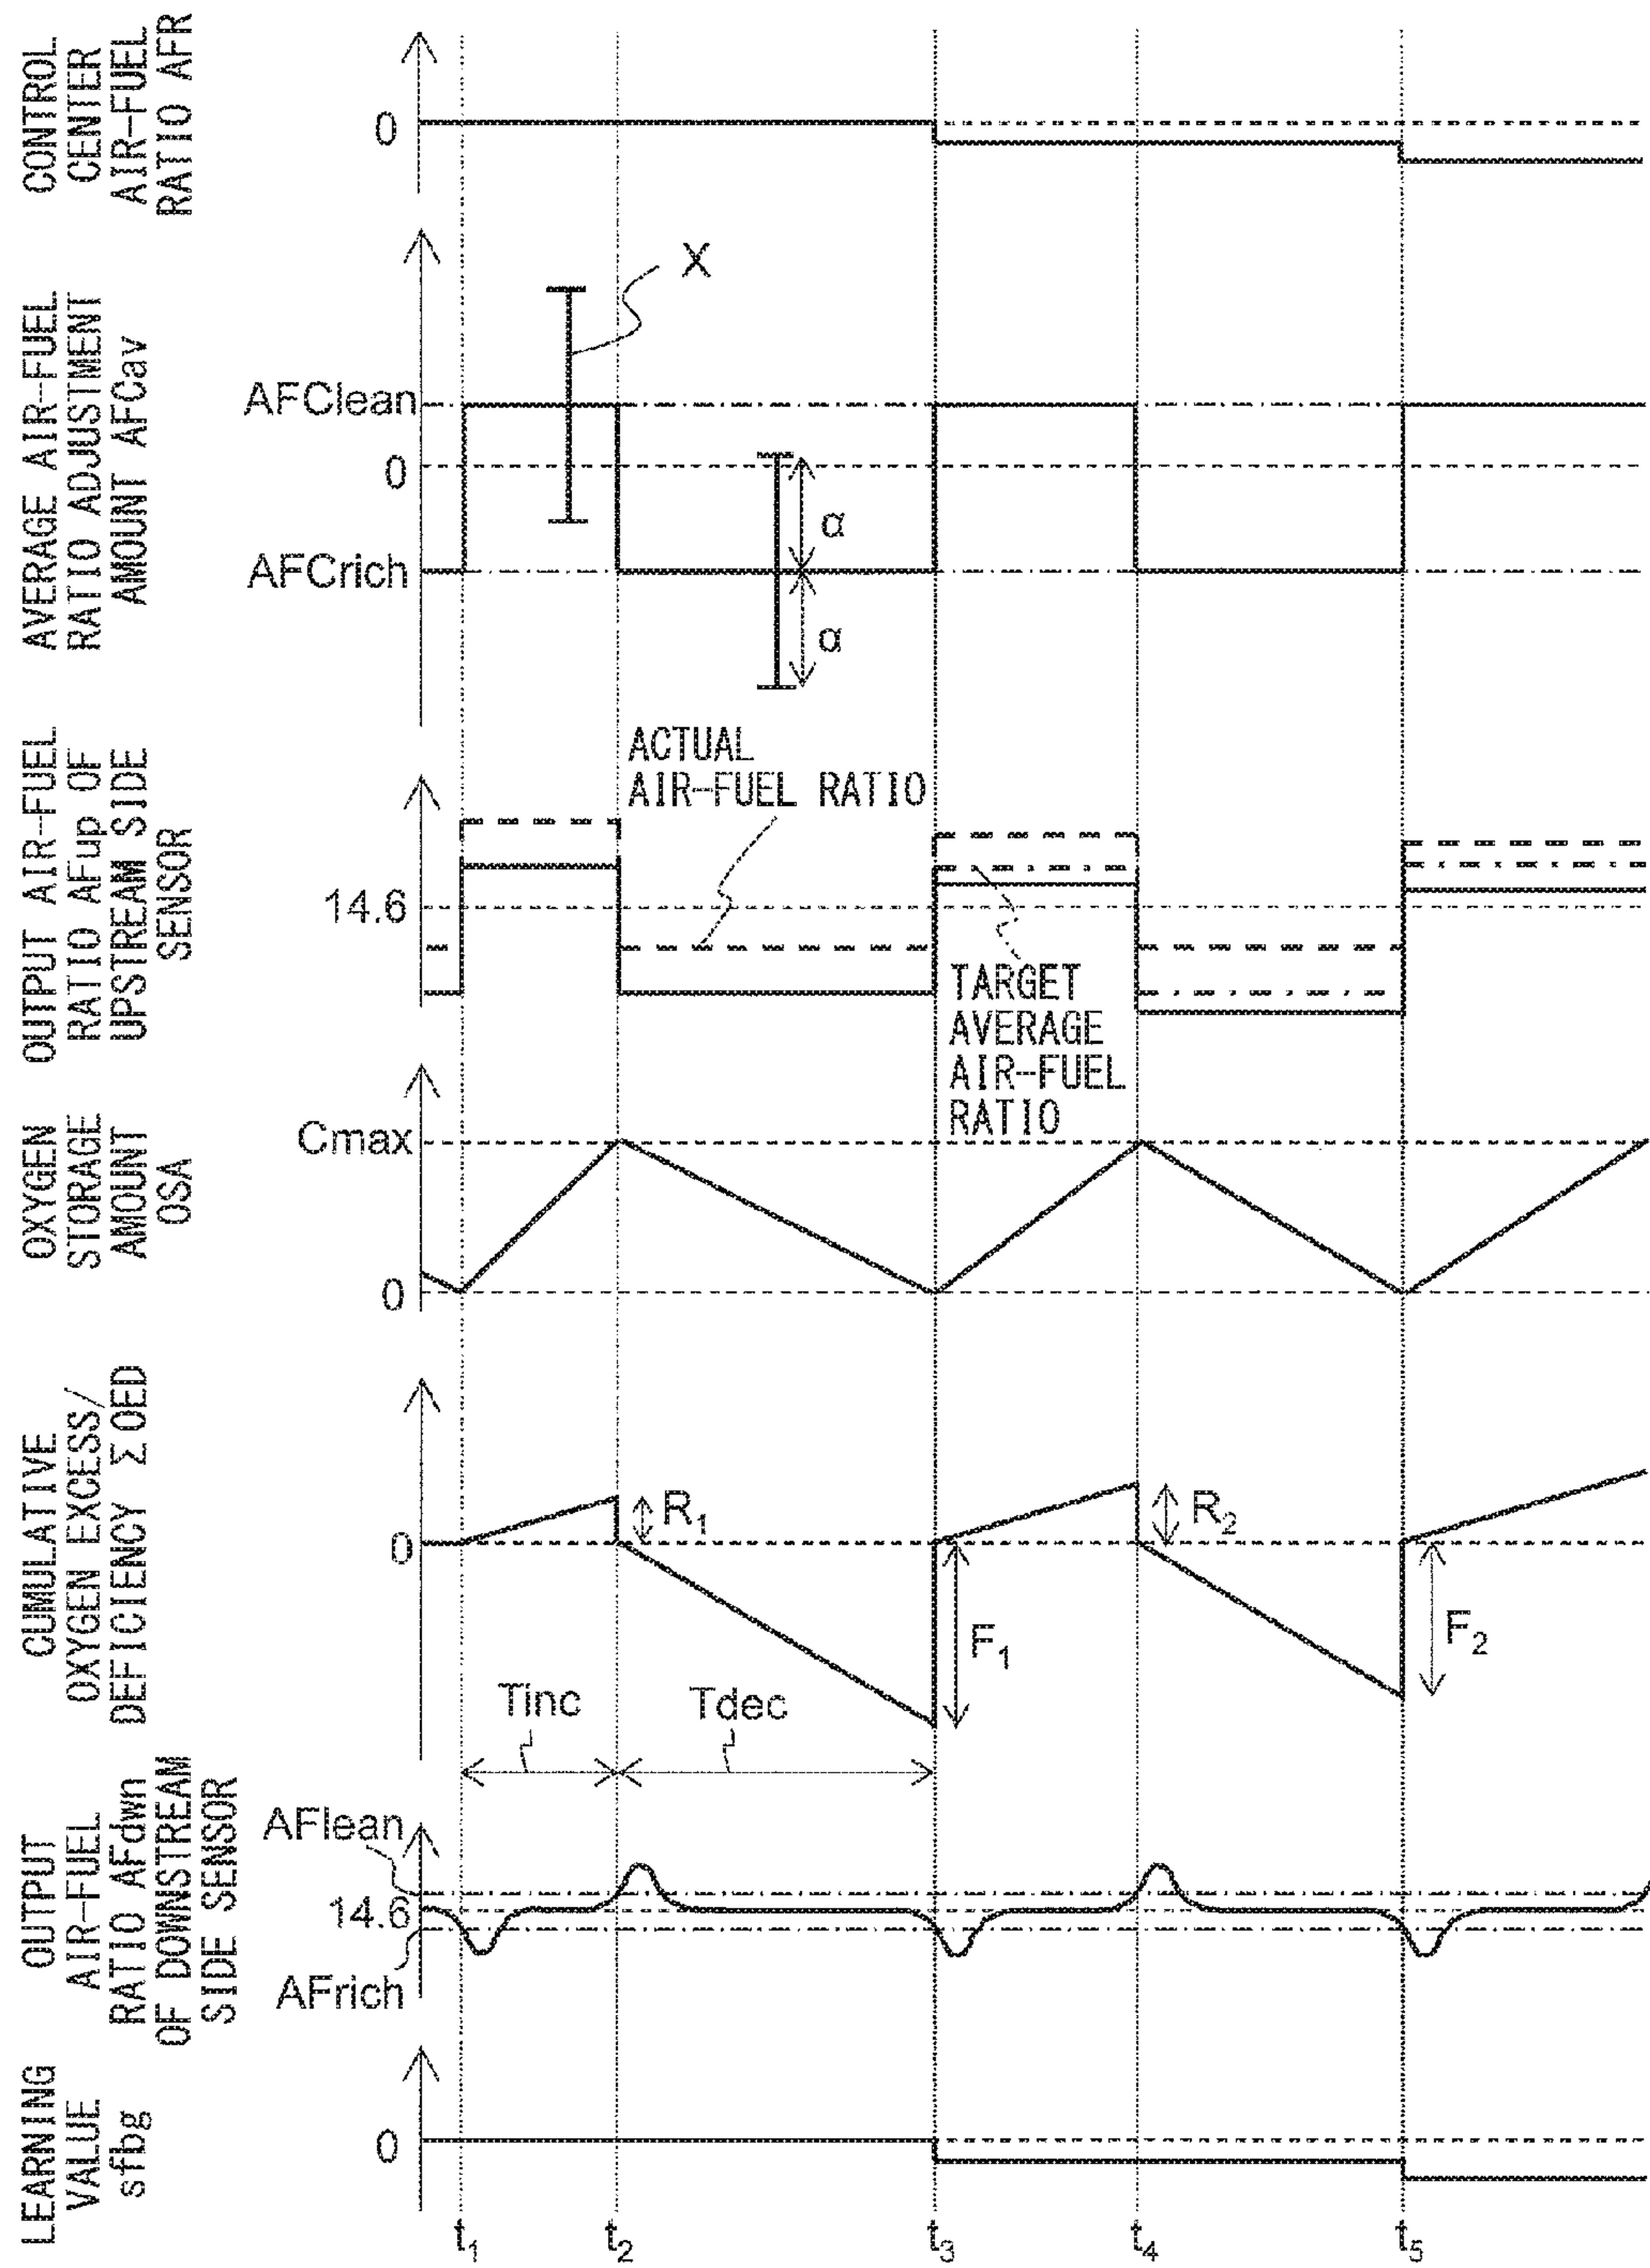 CONTROL
CENTER
AIR-FUEL
RATIO AFR
0
AVERAGE AIR-FUEL
RATIO ADJUSTMENT
AMOUNT AFCav
X
AFClean
0
AFCrich
α
α
OUTPUT AIR-FUEL
RATIO AFup OF
UPSTREAM SIDE
SENSOR
ACTUAL
AIR-FUEL RATIO
14.6
TARGET
AVERAGE
AIR-FUEL
RATIO
OXYGEN
STORAGE
AMOUNT
OSA
Cmax
0
CUMULATIVE
OXYGEN EXCESS/
DEFICIENCY ΣOED
0
R₁
F₁
R₂
F₂
Tinc
Tdec
OUTPUT
AIR-FUEL
RATIO AFdwn
OF DOWNSTREAM
SIDE SENSOR
AFlean
14.6
AFrich
LEARNING
VALUE
sfbg
0
t₁
t₂
t₃
t₄
t₅